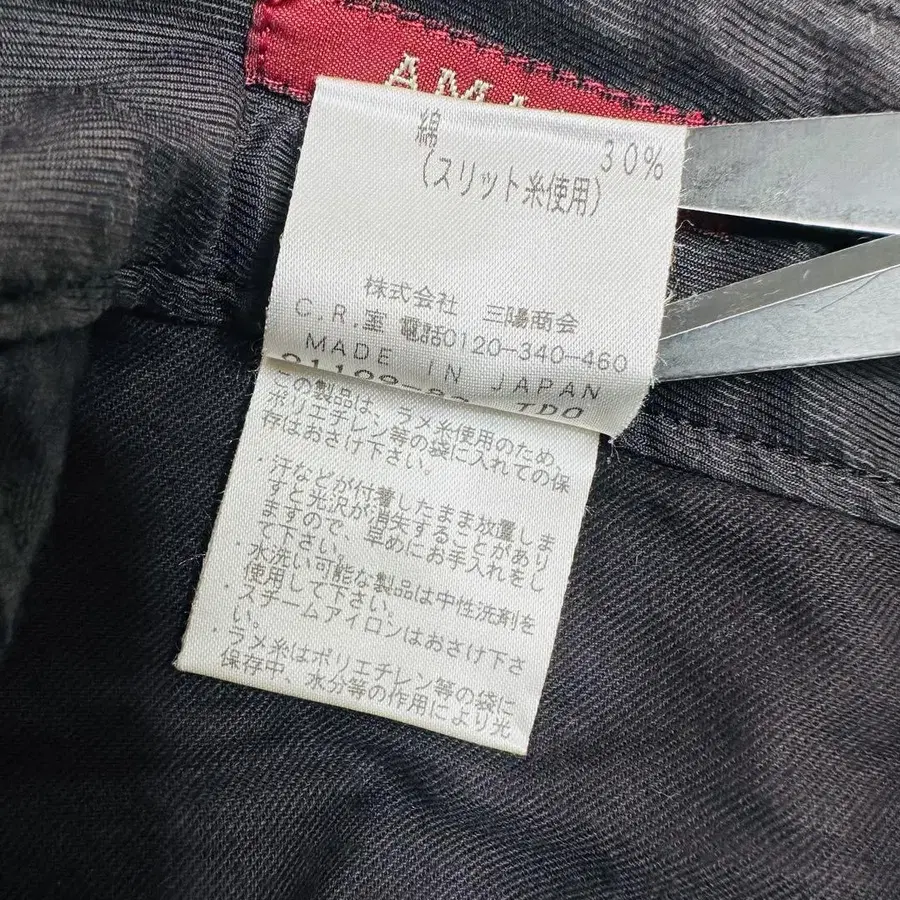 AMA
綿 30%
(スリット糸使用)
株式会社 三陽商会
C.R.室 電話0120-340-460
MADE IN JAPAN
この製品は、ラメ糸使用のため、
ポリエチレン等の袋に入れての保
存はおさけ下さい。
・汗などが付着したまま放置しま
すと光沢が消失することがあり
ますので、早めにお手入れをし
て下さい。
・水洗い可能な製品は中性洗剤を
使用して下さい。
・スチームアイロンはおさけ下さ
い。
・ラメ糸はポリエチレン等の袋に
保存中、水分等の作用により光